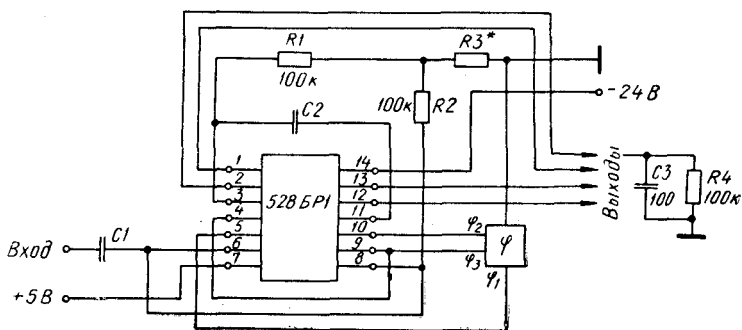 R1
100к
R3*
100к
R2
C2
-24В
528БР1
1
2
3
4
5
6
7
14
13
12
11
10
9
8
Вход
C1
+5В
φ2
φ3
φ
φ1
Выходы
C3
100
R4
100к